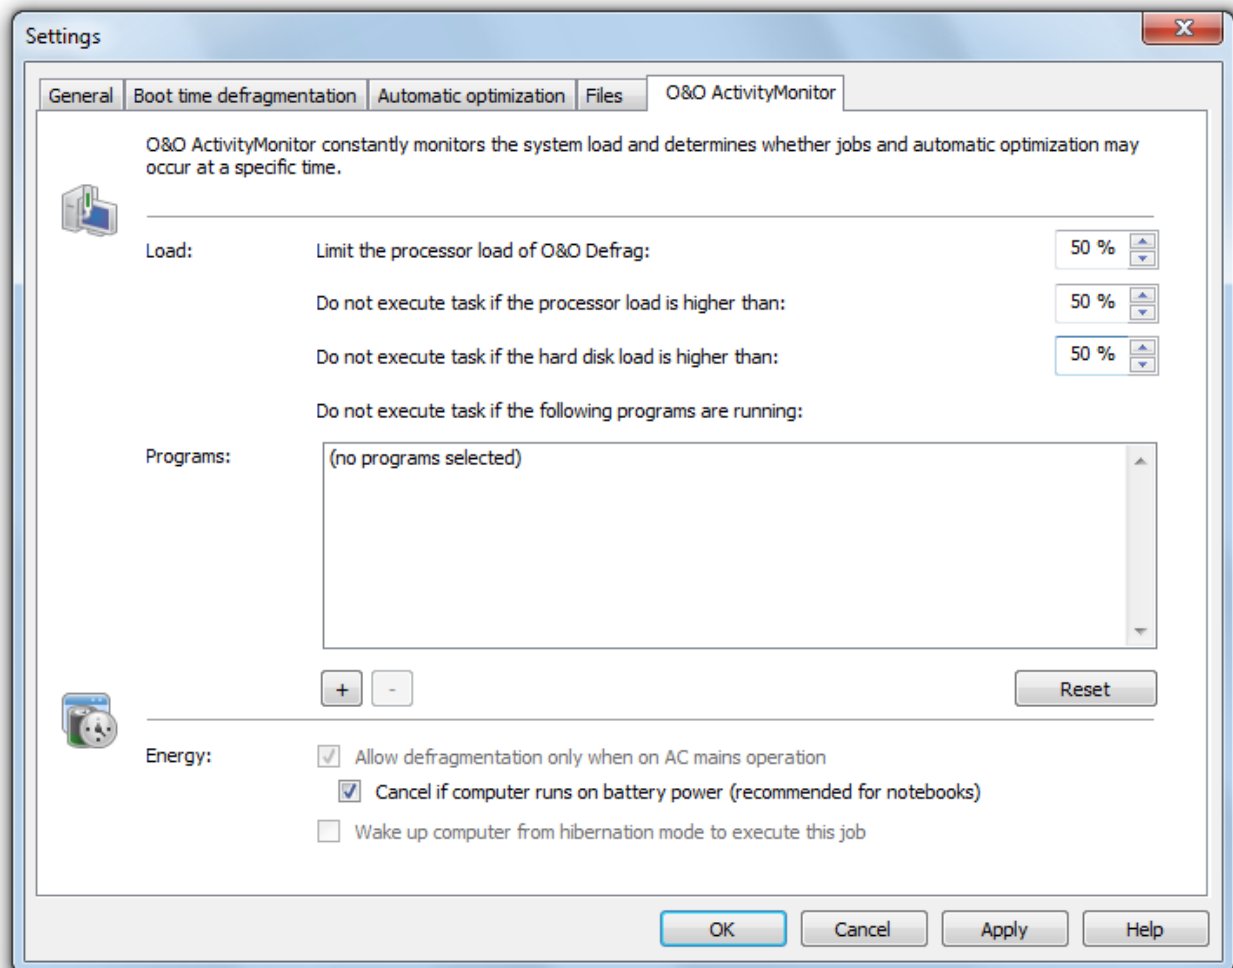 Settings
General Boot time defragmentation Automatic optimization Files O&O ActivityMonitor
O&O ActivityMonitor constantly monitors the system load and determines whether jobs and automatic optimization may
occur at a specific time.
Load: Limit the processor load of O&O Defrag: 50 %
Do not execute task if the processor load is higher than: 50 %
Do not execute task if the hard disk load is higher than: 50 %
Do not execute task if the following programs are running:
Programs: (no programs selected)
+ - Reset
Energy: Allow defragmentation only when on AC mains operation
Cancel if computer runs on battery power (recommended for notebooks)
Wake up computer from hibernation mode to execute this job
OK Cancel Apply Help